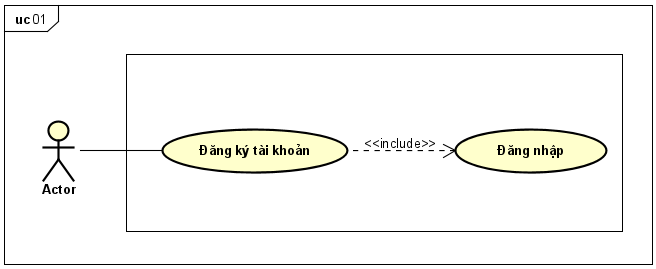 uc 01
Đăng ký tài khoản
<<include>>
Đăng nhập
Actor